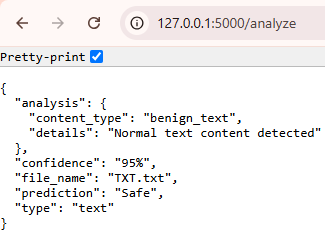 127.0.0.1:5000/analyze
Pretty-print
{
  "analysis": {
    "content_type": "benign_text",
    "details": "Normal text content detected"
  },
  "confidence": "95%",
  "file_name": "TXT.txt",
  "prediction": "Safe",
  "type": "text"
}